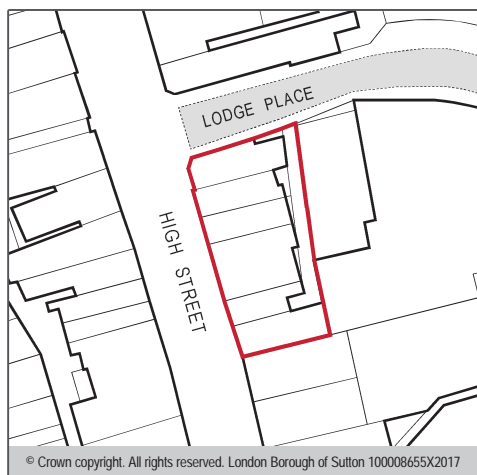 LODGE PLACE
HIGH STREET
© Crown copyright. All rights reserved. London Borough of Sutton 100008655X2017